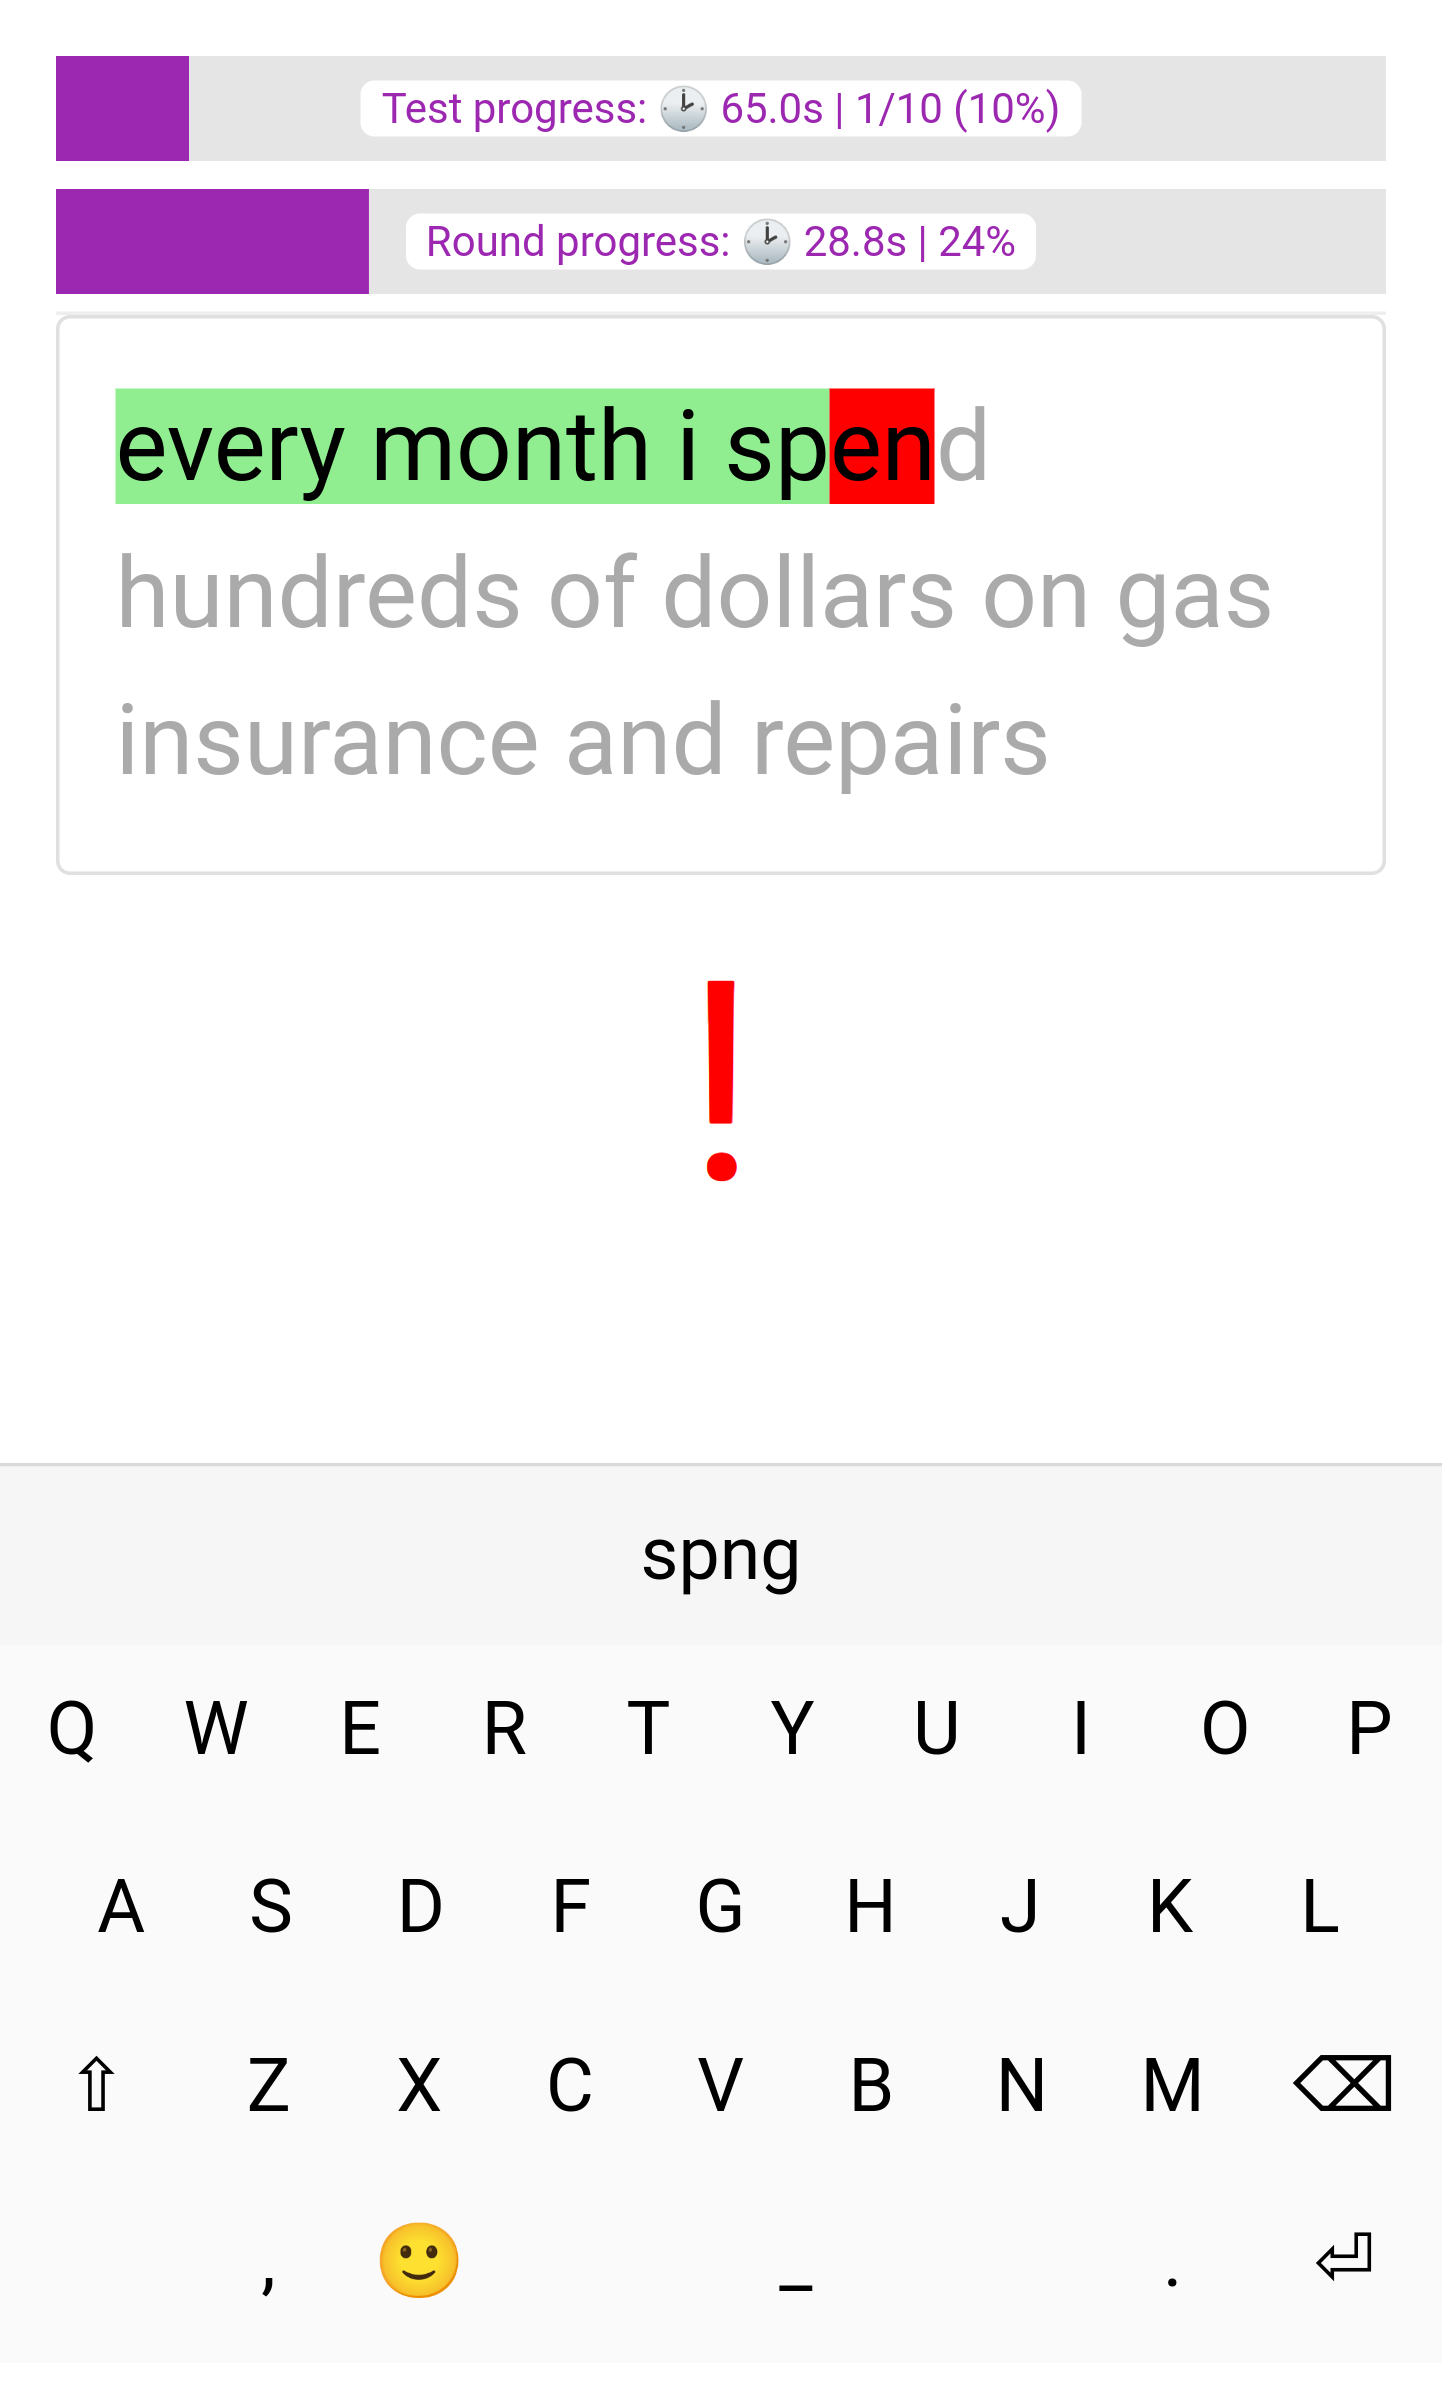 Test progress: 🕑 65.0s | 1/10 (10%)
Round progress: 🕑 28.8s | 24%
every month i spend
hundreds of dollars on gas
insurance and repairs
!
spng
Q W E R T Y U I O P
A S D F G H J K L
⇧ Z X C V B N M ⌫
, 🙂 _ . ⏎